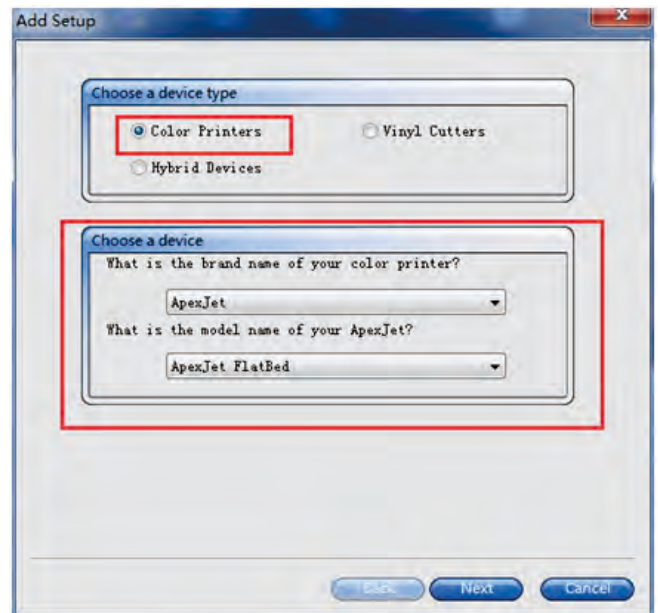 Add Setup
X
Choose a device type
Color Printers
Vinyl Cutters
Hybrid Devices
Choose a device
What is the brand name of your color printer?
ApexJet
What is the model name of your ApexJet?
ApexJet FlatBed
Back Next Cancel